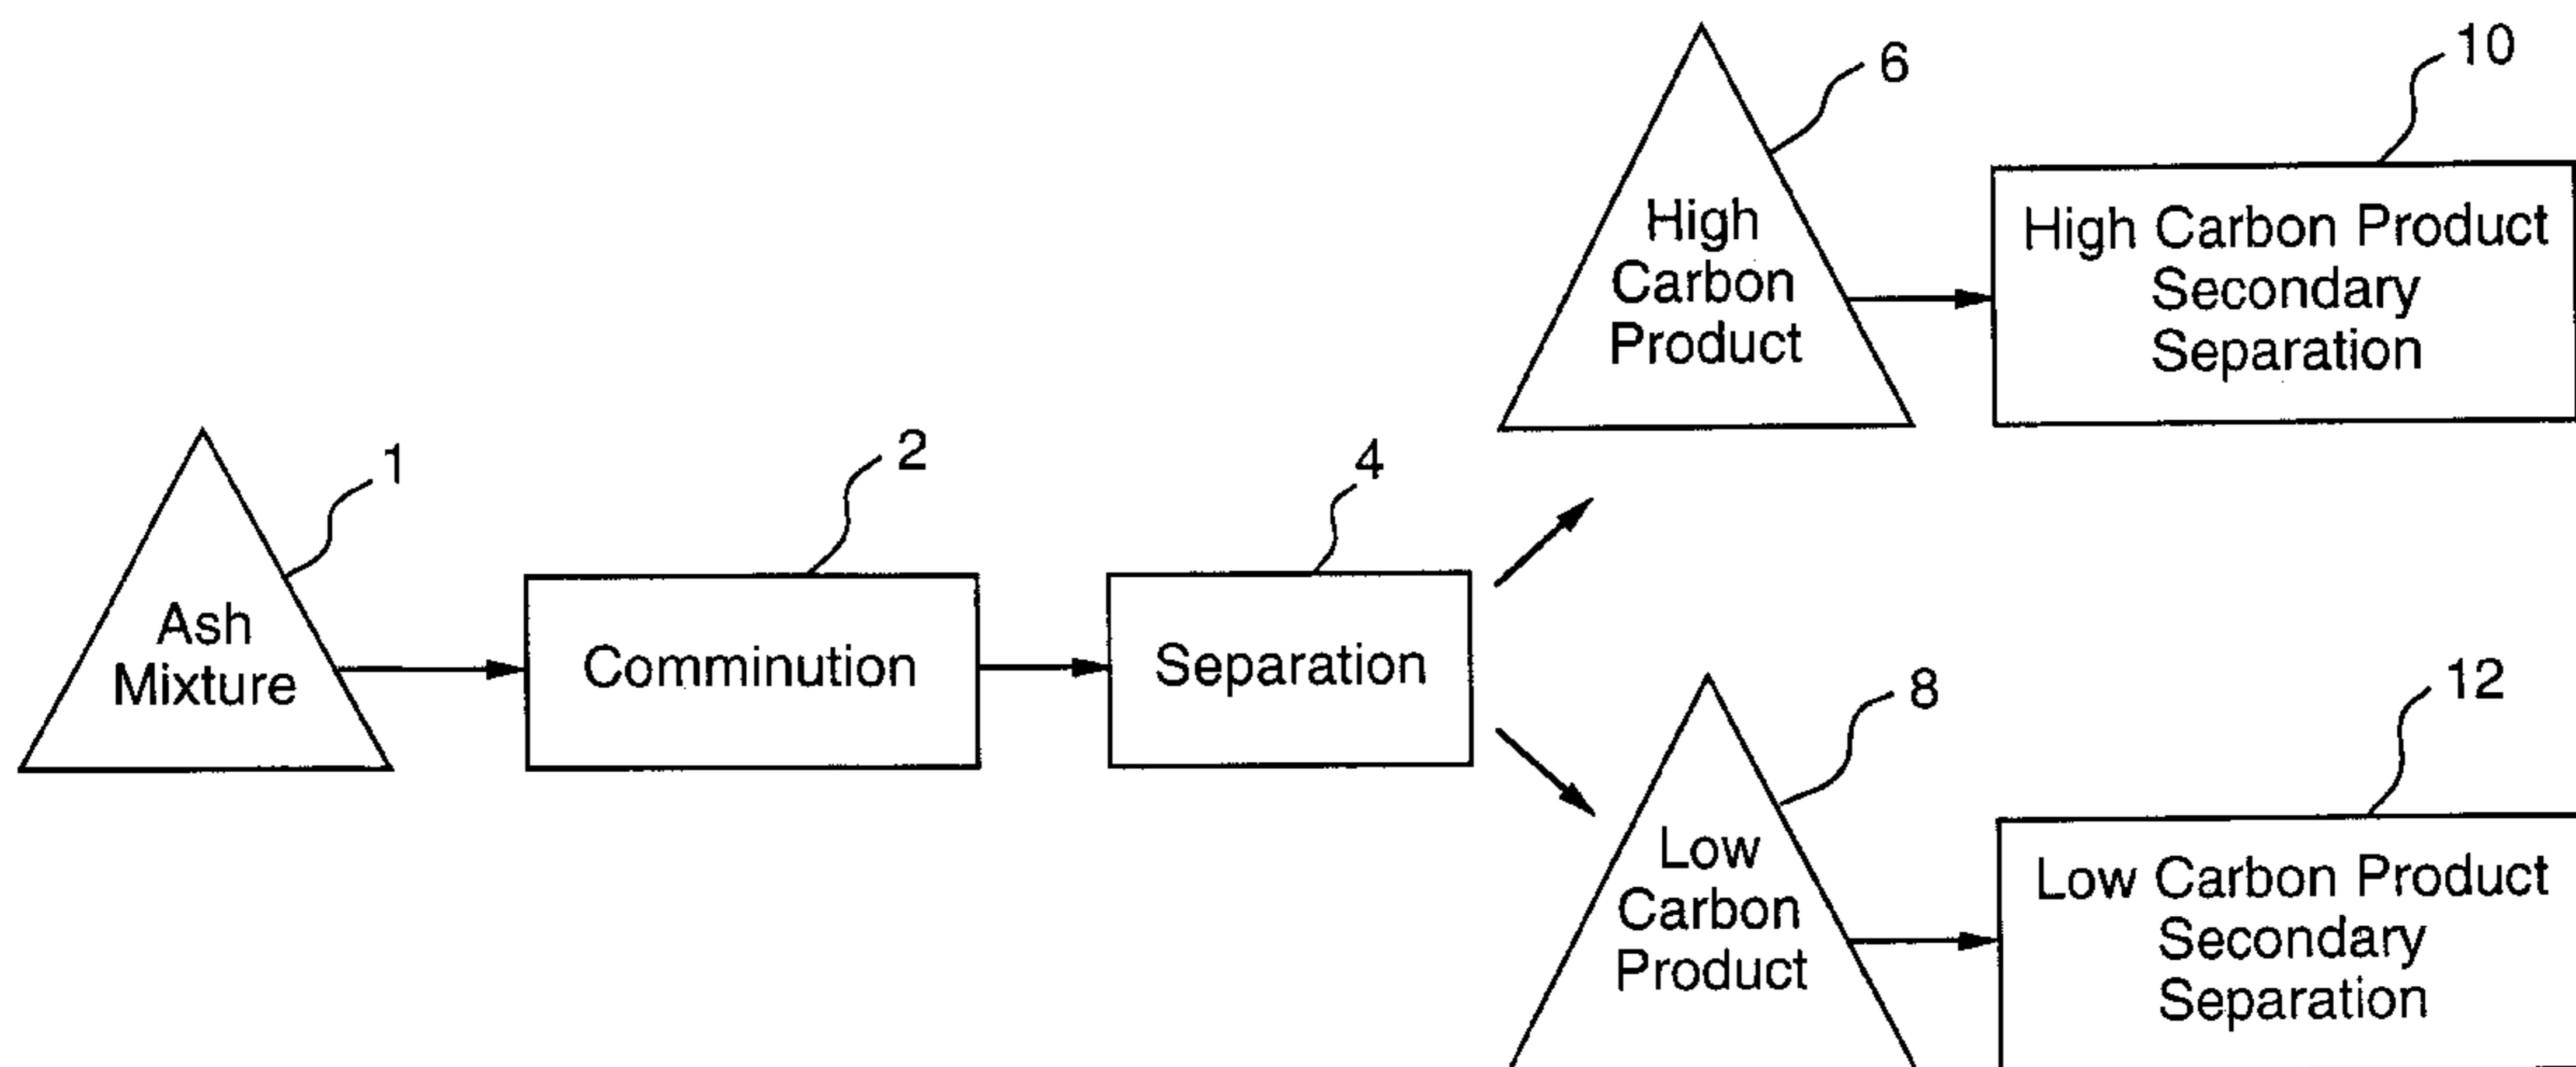 1
Ash
Mixture
2
Comminution
4
Separation
6
High
Carbon
Product
10
High Carbon Product
Secondary
Separation
8
Low
Carbon
Product
12
Low Carbon Product
Secondary
Separation